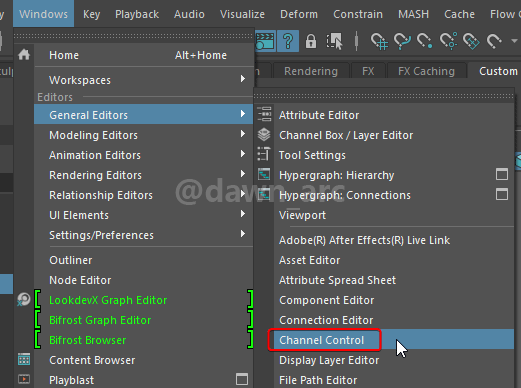 Windows Key Playback Audio Visualize Deform Constrain MASH Cache Flow
Rendering FX FX Caching Custom
Home Alt+Home
Workspaces
Editors
General Editors
Modeling Editors
Animation Editors
Rendering Editors
Relationship Editors
UI Elements
Settings/Preferences
Outliner
Node Editor
LookdevX Graph Editor
Bifrost Graph Editor
Bifrost Browser
Content Browser
Playblast
Attribute Editor
Channel Box / Layer Editor
Tool Settings
Hypergraph: Hierarchy
Hypergraph: Connections
Viewport
Adobe(R) After Effects(R) Live Link
Asset Editor
Attribute Spread Sheet
Component Editor
Connection Editor
Channel Control
Display Layer Editor
File Path Editor
@dawn_arc